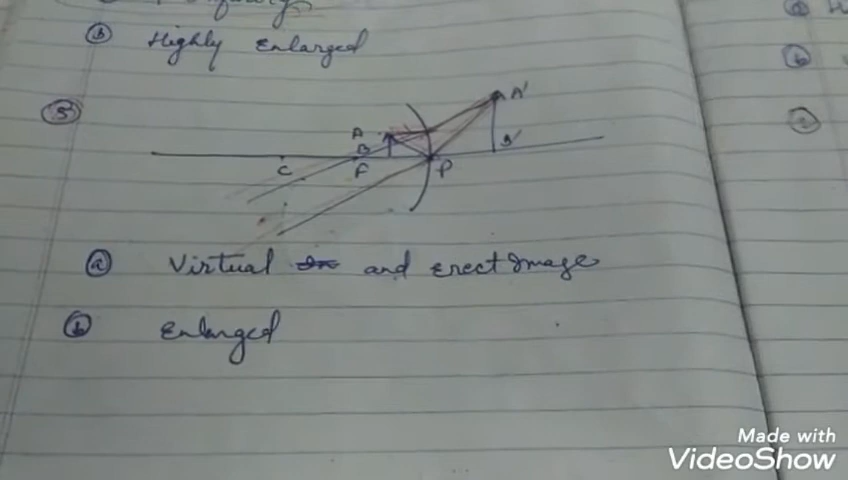 (b) Highly Enlarged
(5)
A A'
B B'
C F P
(a) Virtual and erect Image
(b) Enlarged
Made with
VideoShow